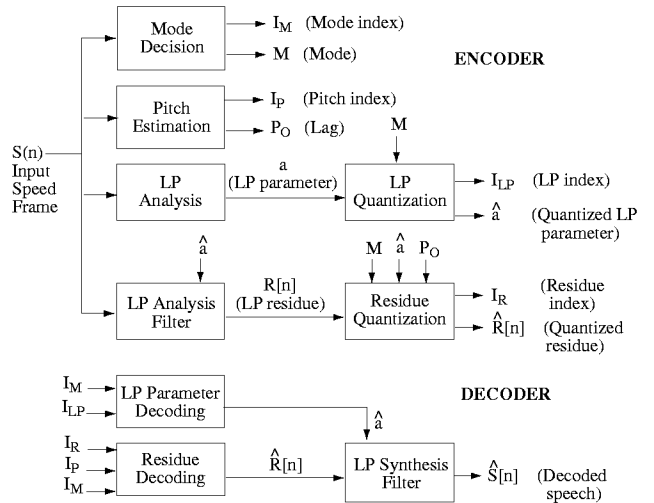 Mode Decision
I_M (Mode index)
M (Mode)
ENCODER
Pitch Estimation
I_P (Pitch index)
P_O (Lag)
S(n)
Input
Speed
Frame
LP Analysis
a
(LP parameter)
M
LP Quantization
I_LP (LP index)
â (Quantized LP
parameter)
â
LP Analysis Filter
R[n]
(LP residue)
M â P_O
Residue Quantization
I_R (Residue
index)
R̂[n] (Quantized
residue)
DECODER
I_M
I_LP
LP Parameter Decoding
â
I_R
I_P
I_M
Residue Decoding
R̂[n]
LP Synthesis Filter
Ŝ[n] (Decoded
speech)